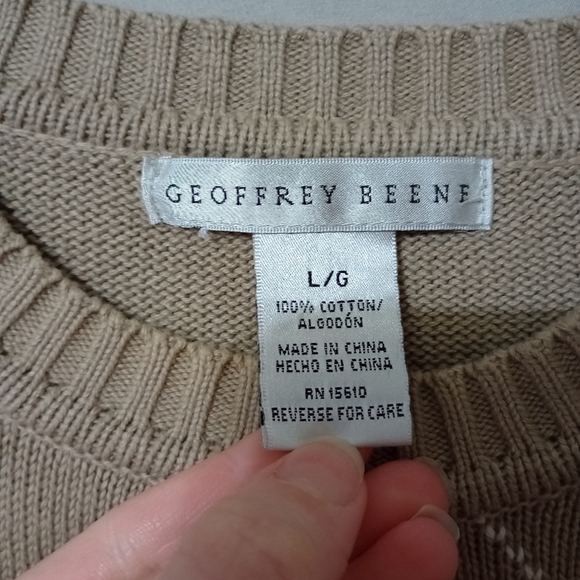 GEOFFREY BEENE
L/G
100% COTTON/
ALGODÓN
MADE IN CHINA
HECHO EN CHINA
RN 15610
REVERSE FOR CARE